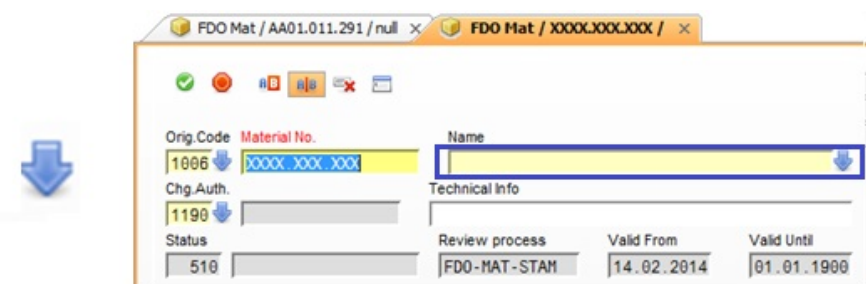 FDO Mat / AA01.011.291 / null
FDO Mat / XXXX.XXX.XXX /
Orig.Code Material No. Name
1006 XXXX.XXX.XXX
Chg.Auth. Technical Info
1190
Status Review process Valid From Valid Until
510 FDO-MAT-STAM 14.02.2014 01.01.1900